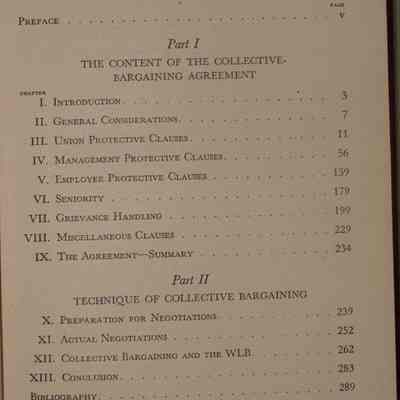 PAGE
PREFACE . . . . . . . . . . . . . . . . . . . . . . . . V
Part I
THE CONTENT OF THE COLLECTIVE-
BARGAINING AGREEMENT
CHAPTER
I. INTRODUCTION. . . . . . . . . . . . . . . . . . . 3
II. GENERAL CONSIDERATIONS. . . . . . . . . . . . . . 7
III. UNION PROTECTIVE CLAUSES. . . . . . . . . . . . . 11
IV. MANAGEMENT PROTECTIVE CLAUSES. . . . . . . . . . 56
V. EMPLOYEE PROTECTIVE CLAUSES . . . . . . . . . . . 139
VI. SENIORITY . . . . . . . . . . . . . . . . . . . . 179
VII. GRIEVANCE HANDLING . . . . . . . . . . . . . . . 199
VIII. MISCELLANEOUS CLAUSES . . . . . . . . . . . . . 229
IX. THE AGREEMENT—SUMMARY . . . . . . . . . . . . . . 234
Part II
TECHNIQUE OF COLLECTIVE BARGAINING
X. PREPARATION FOR NEGOTIATIONS. . . . . . . . . . . 239
XI. ACTUAL NEGOTIATIONS . . . . . . . . . . . . . . . 252
XII. COLLECTIVE BARGAINING AND THE WLB. . . . . . . . 262
XIII. CONCLUSION. . . . . . . . . . . . . . . . . . . 283
BIBLIOGRAPHY. . . . . . . . . . . . . . . . . . . . . 289